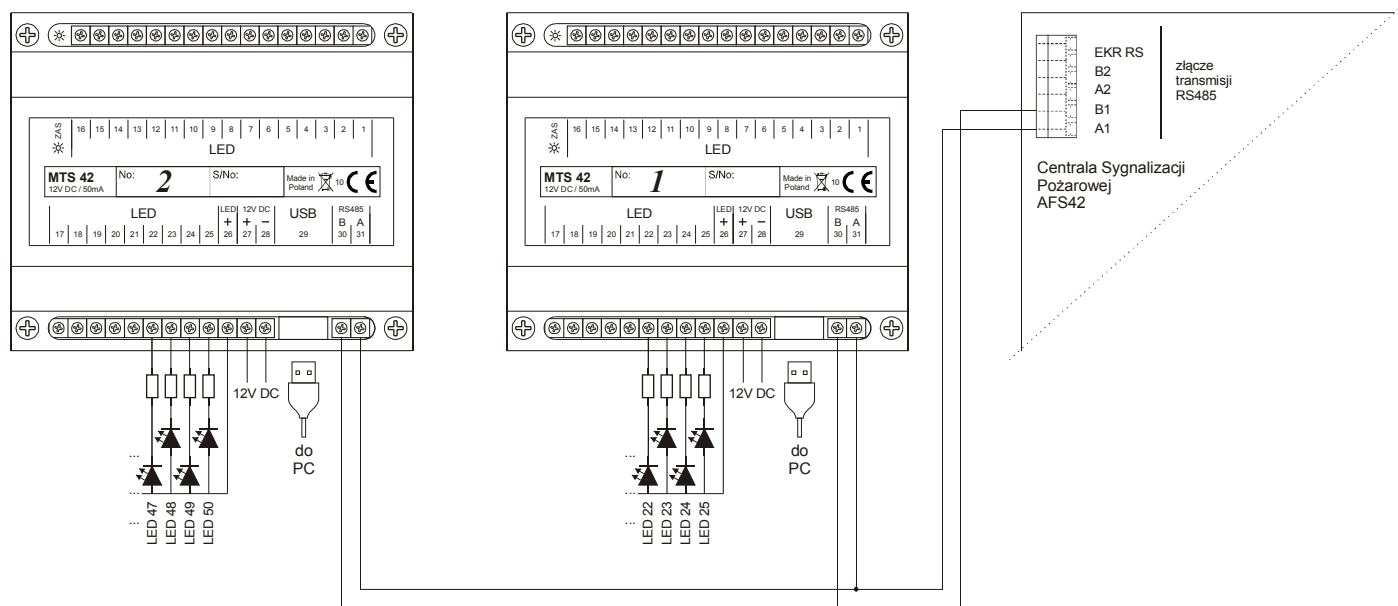 ZAS 16 15 14 13 12 11 10 9 8 7 6 5 4 3 2 1
LED
MTS 42
12V DC / 50mA
No: 2
S/No:
Made in
Poland
10 CE
LED
LED
+
12V DC
+ −
USB
RS485
B A
17 18 19 20 21 22 23 24 25 26 27 28 29 30 31
12V DC
do
PC
...
...
...
LED 47
LED 48
LED 49
LED 50
ZAS 16 15 14 13 12 11 10 9 8 7 6 5 4 3 2 1
LED
MTS 42
12V DC / 50mA
No: 1
S/No:
Made in
Poland
10 CE
LED
LED
+
12V DC
+ −
USB
RS485
B A
17 18 19 20 21 22 23 24 25 26 27 28 29 30 31
12V DC
do
PC
...
...
...
LED 22
LED 23
LED 24
LED 25
EKR RS
B2
A2
B1
A1
złącze
transmisji
RS485
Centrala Sygnalizacji
Pożarowej
AFS42